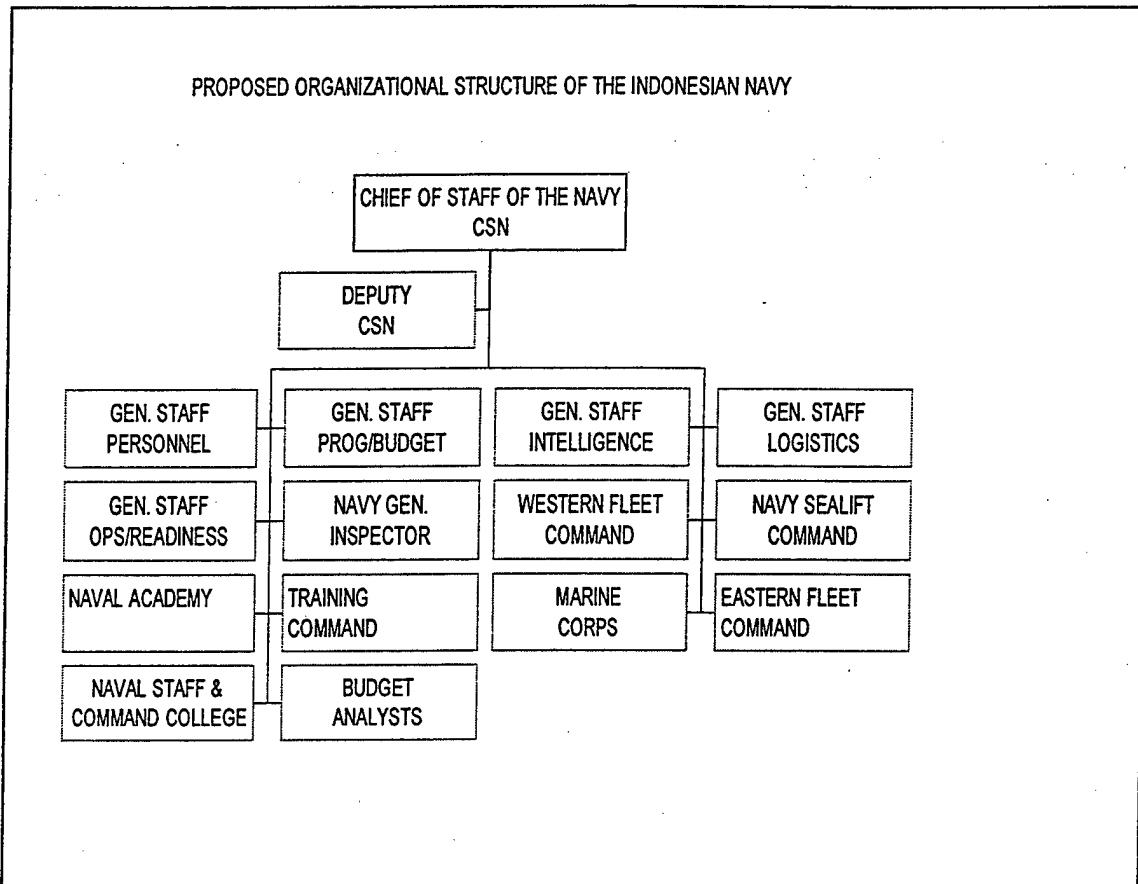 PROPOSED ORGANIZATIONAL STRUCTURE OF THE INDONESIAN NAVY
CHIEF OF STAFF OF THE NAVY
CSN
DEPUTY
CSN
GEN. STAFF
PERSONNEL
GEN. STAFF
PROG/BUDGET
GEN. STAFF
INTELLIGENCE
GEN. STAFF
LOGISTICS
GEN. STAFF
OPS/READINESS
NAVY GEN.
INSPECTOR
WESTERN FLEET
COMMAND
NAVY SEALIFT
COMMAND
NAVAL ACADEMY
TRAINING
COMMAND
MARINE
CORPS
EASTERN FLEET
COMMAND
NAVAL STAFF &
COMMAND COLLEGE
BUDGET
ANALYSTS